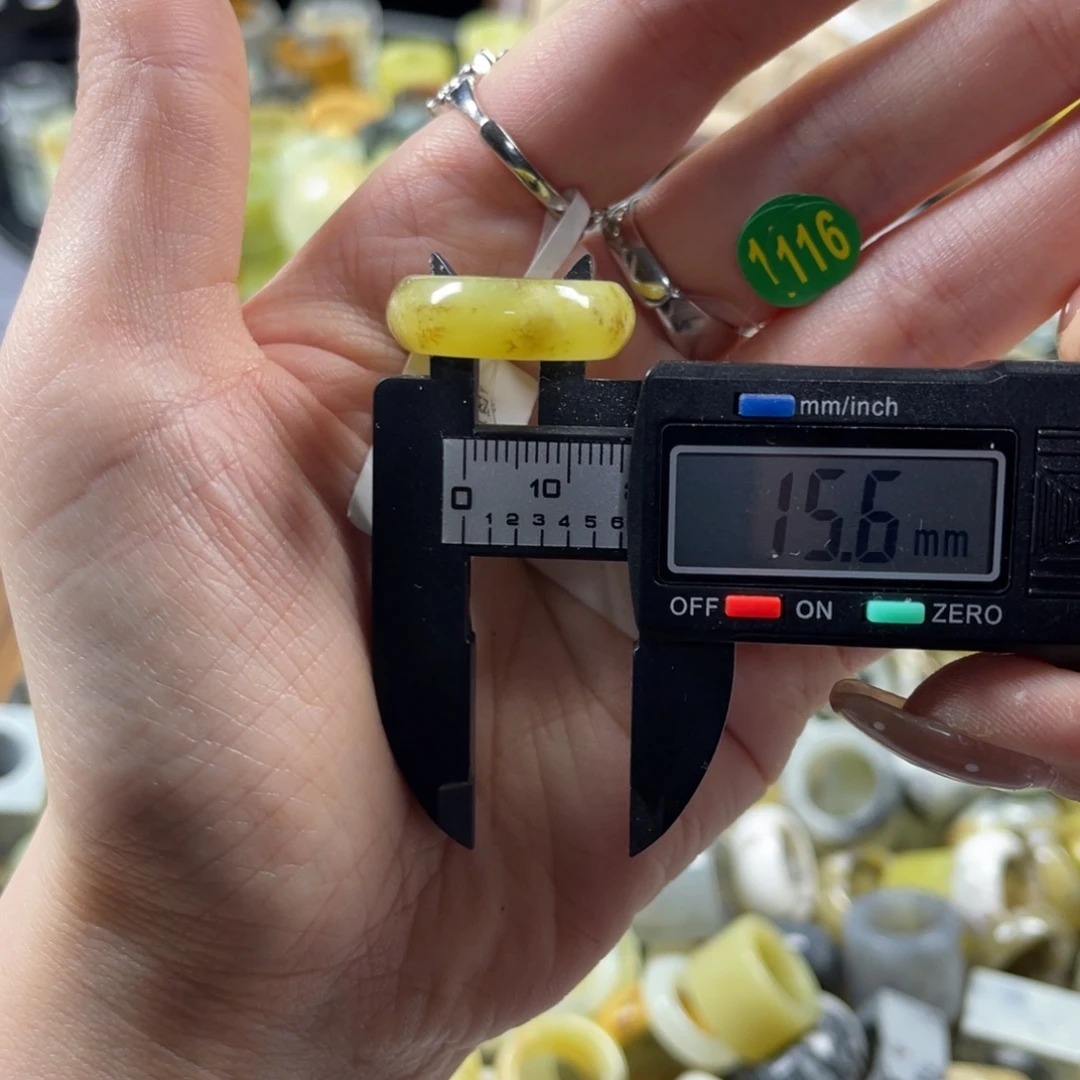 1116
mm/inch
0 10
1 2 3 4 5 6
15.6 mm
OFF ON ZERO